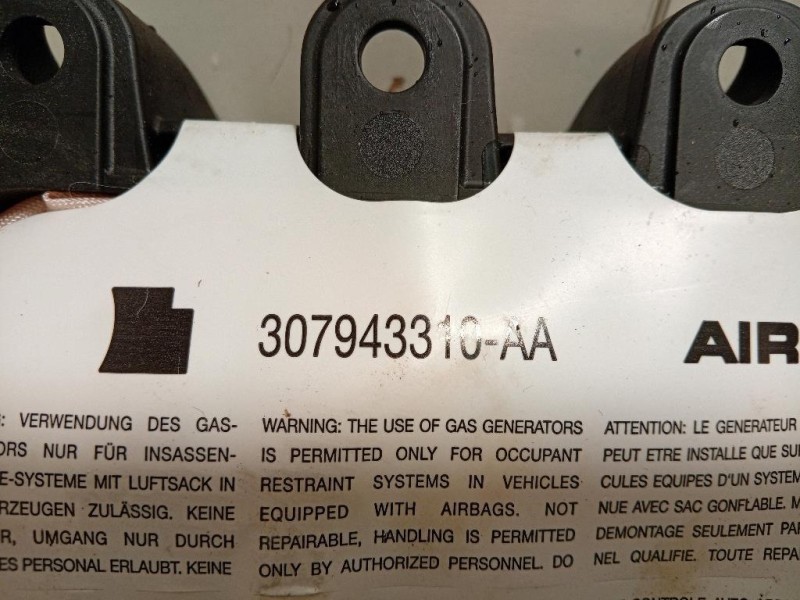 307943310-AA
AIR
VERWENDUNG DES GAS-
ORS NUR FÜR INSASSEN-
E-SYSTEME MIT LUFTSACK IN
HRZEUGEN ZULÄSSIG. KEINE
R, UMGANG NUR DURCH
ES PERSONAL ERLAUBT. KEINE
WARNING: THE USE OF GAS GENERATORS
IS PERMITTED ONLY FOR OCCUPANT
RESTRAINT SYSTEMS IN VEHICLES
EQUIPPED WITH AIRBAGS. NOT
REPAIRABLE, HANDLING IS PERMITTED
ONLY BY AUTHORIZED PERSONNEL. DO
ATTENTION: LE GENERATEUR
PEUT ETRE INSTALLE QUE SUR
CULES EQUIPES D'UN SYSTEM
NUE AVEC SAC GONFLABLE. M
DEMONTAGE SEULEMENT PAR
NEL QUALIFIE. TOUTE REPA